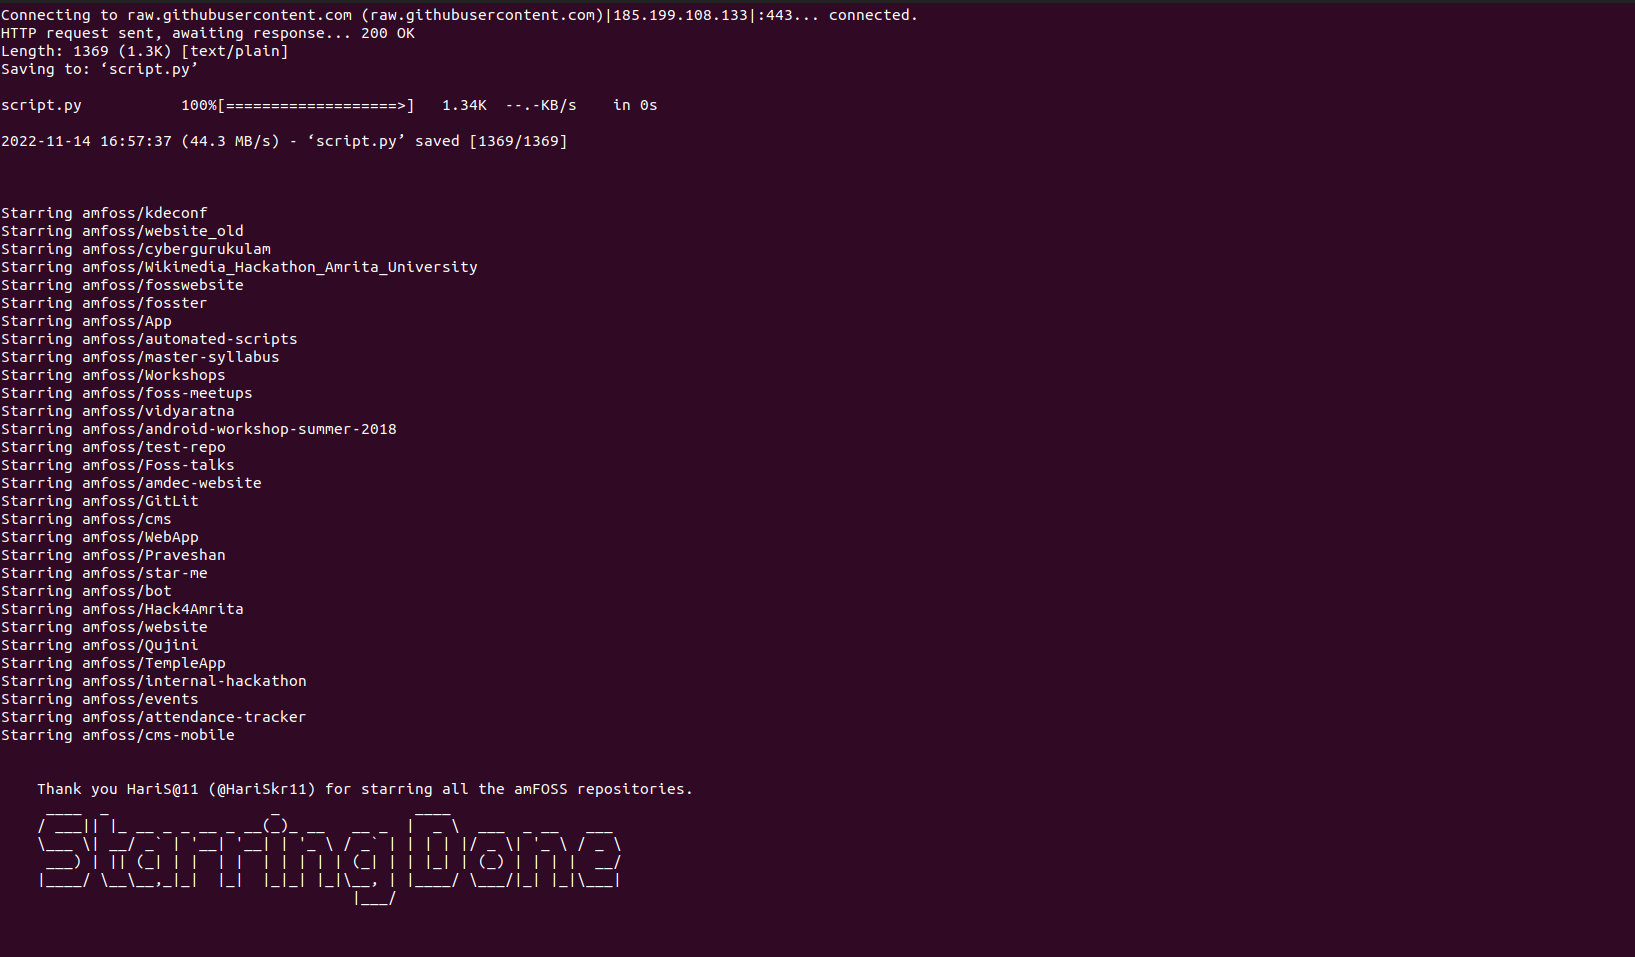 Connecting to raw.githubusercontent.com (raw.githubusercontent.com)|185.199.108.133|:443... connected.
HTTP request sent, awaiting response... 200 OK
Length: 1369 (1.3K) [text/plain]
Saving to: ‘script.py’
script.py           100%[===================>]   1.34K  --.-KB/s    in 0s
2022-11-14 16:57:37 (44.3 MB/s) - ‘script.py’ saved [1369/1369]
Starring amfoss/kdeconf
Starring amfoss/website_old
Starring amfoss/cybergurukulam
Starring amfoss/Wikimedia_Hackathon_Amrita_University
Starring amfoss/fosswebsite
Starring amfoss/fosster
Starring amfoss/App
Starring amfoss/automated-scripts
Starring amfoss/master-syllabus
Starring amfoss/Workshops
Starring amfoss/foss-meetups
Starring amfoss/vidyaratna
Starring amfoss/android-workshop-summer-2018
Starring amfoss/test-repo
Starring amfoss/Foss-talks
Starring amfoss/amdec-website
Starring amfoss/GitLit
Starring amfoss/cms
Starring amfoss/WebApp
Starring amfoss/Praveshan
Starring amfoss/star-me
Starring amfoss/bot
Starring amfoss/Hack4Amrita
Starring amfoss/website
Starring amfoss/Qujini
Starring amfoss/TempleApp
Starring amfoss/internal-hackathon
Starring amfoss/events
Starring amfoss/attendance-tracker
Starring amfoss/cms-mobile
Thank you HariS@11 (@HariSkr11) for starring all the amFOSS repositories.
Starring Done